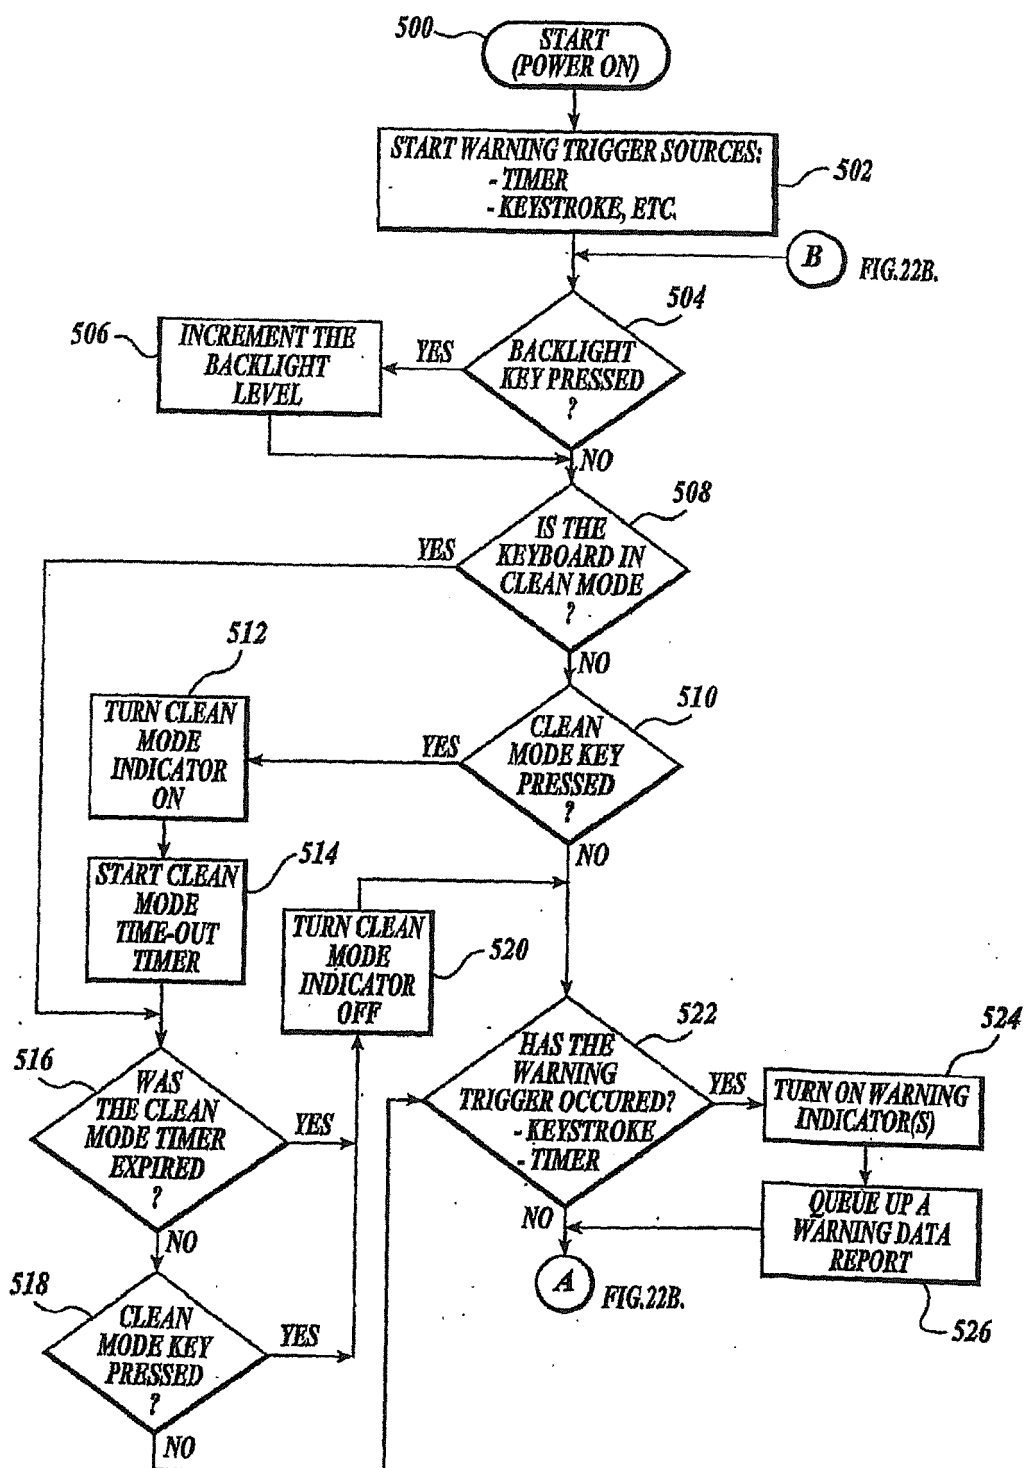 500
START
(POWER ON)
START WARNING TRIGGER SOURCES:
- TIMER
- KEYSTROKE, ETC.
502
B
FIG.22B.
504
BACKLIGHT
KEY PRESSED
?
YES
506
INCREMENT THE
BACKLIGHT
LEVEL
NO
508
IS THE
KEYBOARD IN
CLEAN MODE
?
YES
NO
510
CLEAN
MODE KEY
PRESSED
?
YES
NO
512
TURN CLEAN
MODE
INDICATOR
ON
514
START CLEAN
MODE
TIME-OUT
TIMER
TURN CLEAN
MODE
INDICATOR
OFF
520
516
WAS
THE CLEAN
MODE TIMER
EXPIRED
?
YES
NO
518
CLEAN
MODE KEY
PRESSED
?
YES
NO
522
HAS THE
WARNING
TRIGGER OCCURED?
- KEYSTROKE
- TIMER
YES
NO
524
TURN ON WARNING
INDICATOR(S)
QUEUE UP A
WARNING DATA
REPORT
526
A
FIG.22B.